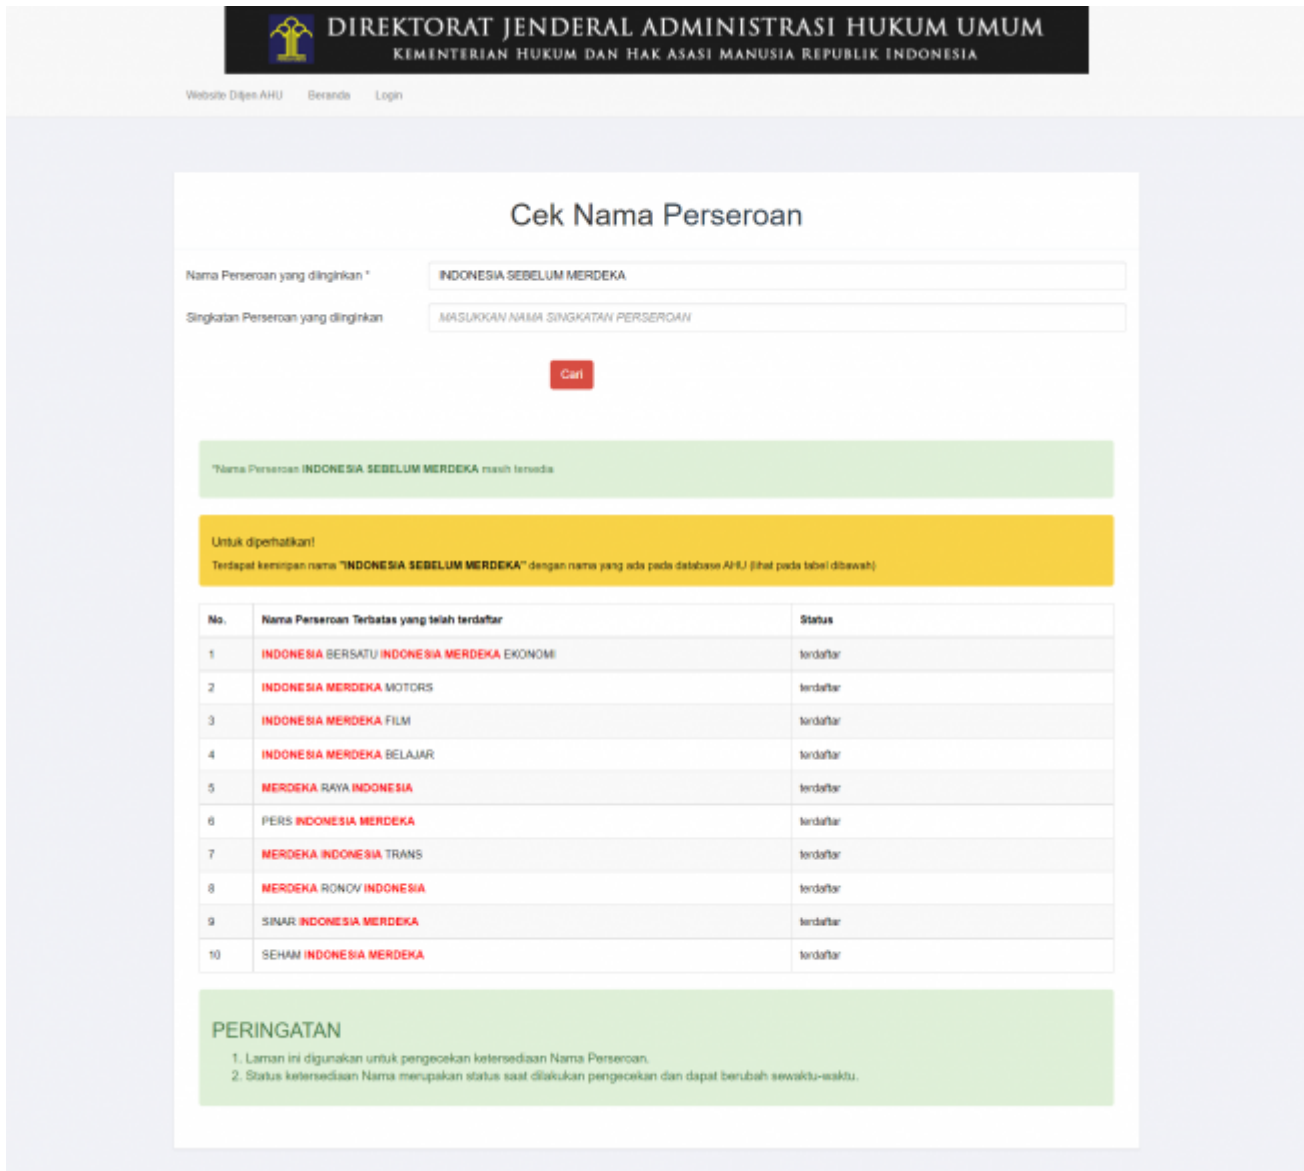 DIREKTORAT JENDERAL ADMINISTRASI HUKUM UMUM
KEMENTERIAN HUKUM DAN HAK ASASI MANUSIA REPUBLIK INDONESIA
Website Ditjen AHU Beranda Login
Cek Nama Perseroan
Nama Perseroan yang diinginkan * INDONESIA SEBELUM MERDEKA
Singkatan Perseroan yang diinginkan MASUKKAN NAMA SINGKATAN PERSEROAN
Cari
*Nama Perseroan INDONESIA SEBELUM MERDEKA masih tersedia
Untuk diperhatikan!
Terdapat kemiripan nama "INDONESIA SEBELUM MERDEKA" dengan nama yang ada pada database AHU (lihat pada tabel dibawah)
No. Nama Perseroan Terbatas yang telah terdaftar Status
1 INDONESIA BERSATU INDONESIA MERDEKA EKONOMI terdaftar
2 INDONESIA MERDEKA MOTORS terdaftar
3 INDONESIA MERDEKA FILM terdaftar
4 INDONESIA MERDEKA BELAJAR terdaftar
5 MERDEKA RAYA INDONESIA terdaftar
6 PERS INDONESIA MERDEKA terdaftar
7 MERDEKA INDONESIA TRANS terdaftar
8 MERDEKA RONOV INDONESIA terdaftar
9 SINAR INDONESIA MERDEKA terdaftar
10 SEHAM INDONESIA MERDEKA terdaftar
PERINGATAN
1. Laman ini digunakan untuk pengecekan ketersediaan Nama Perseroan.
2. Status ketersediaan Nama merupakan status saat dilakukan pengecekan dan dapat berubah sewaktu-waktu.